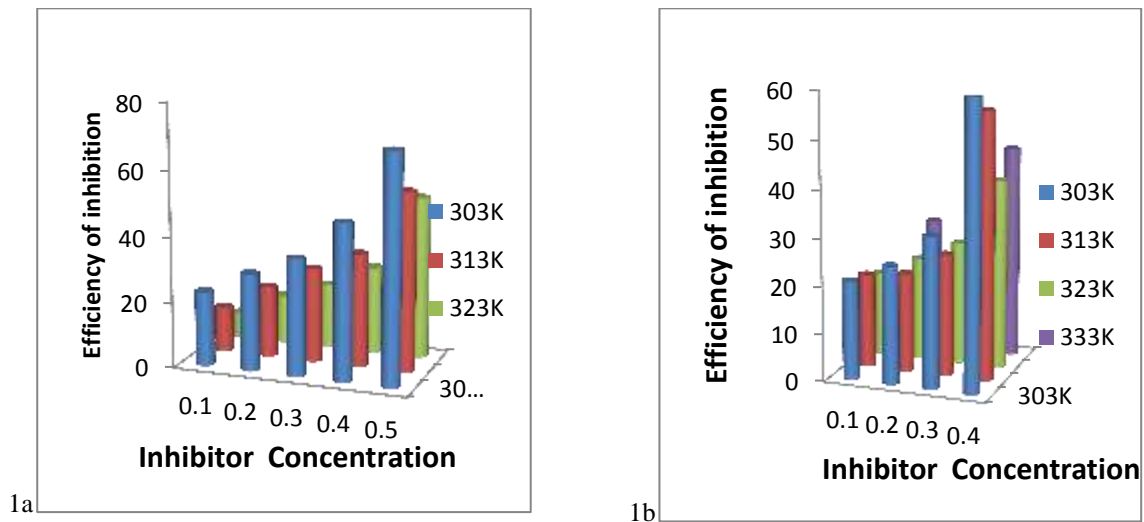 80
60
40
20
0
Efficiency of inhibition
303K
313K
323K
30...
0.1 0.2 0.3 0.4 0.5
Inhibitor Concentration
1a
60
50
40
30
20
10
0
Efficiency of inhibition
303K
313K
323K
333K
303K
0.1 0.2 0.3 0.4
Inhibitor Concentration
1b